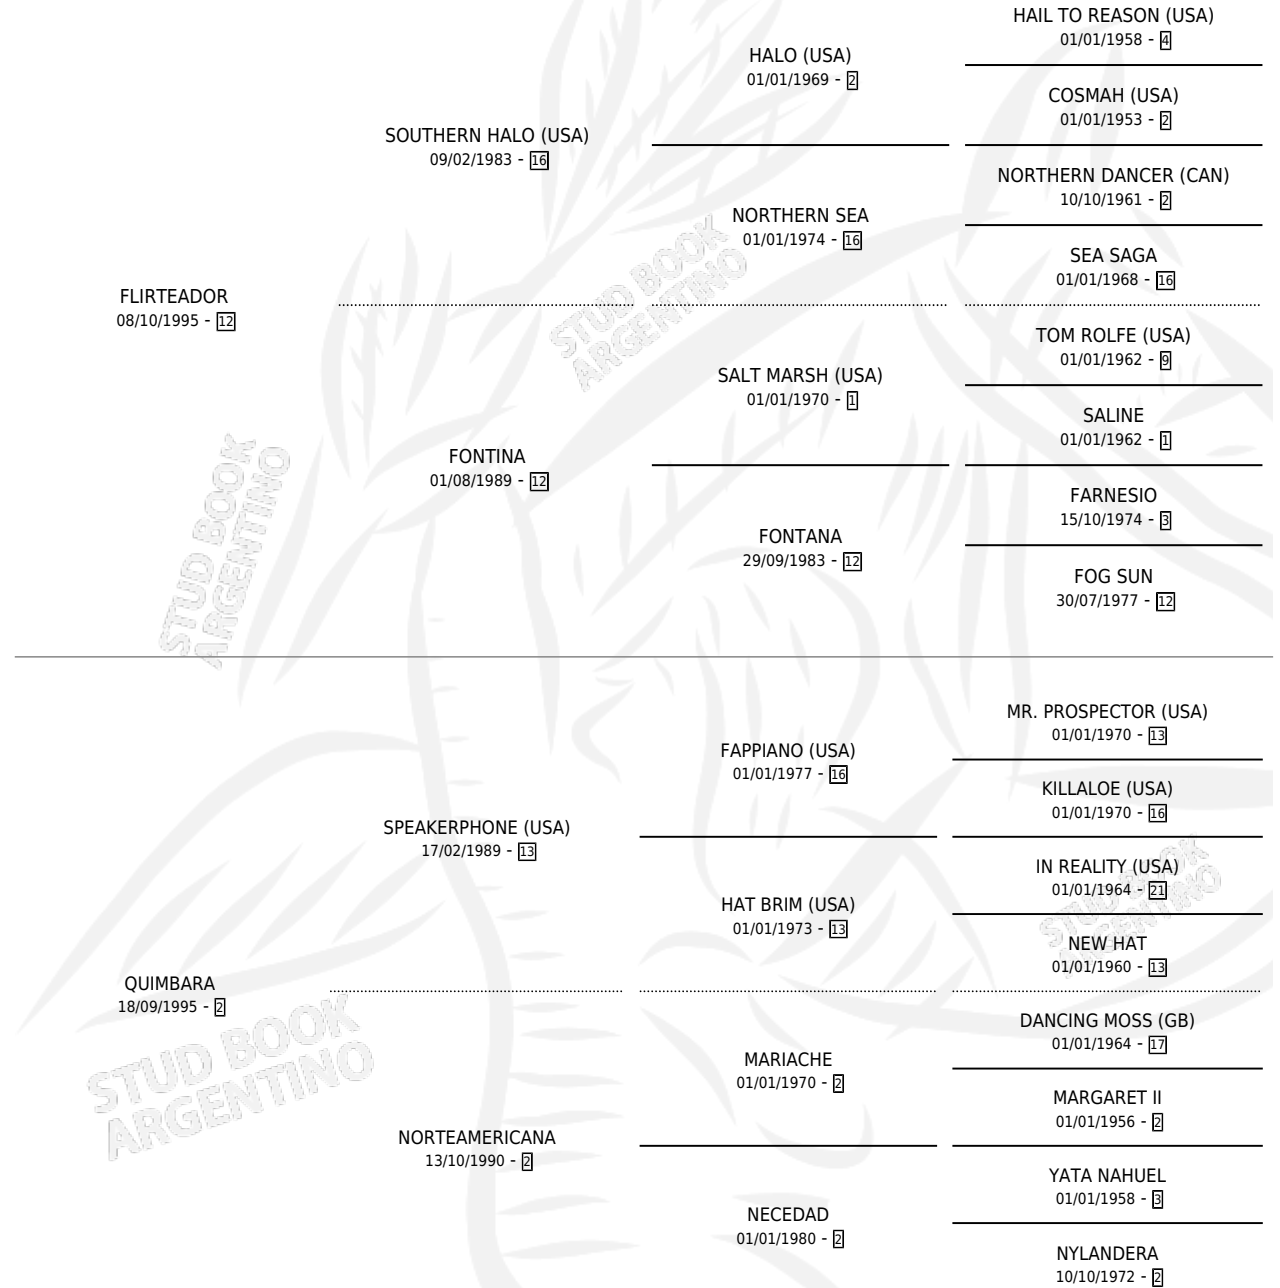 HAIL TO REASON (USA)
01/01/1958 - 4
HALO (USA)
01/01/1969 - 2
COSMAH (USA)
01/01/1953 - 2
SOUTHERN HALO (USA)
09/02/1983 - 16
NORTHERN DANCER (CAN)
10/10/1961 - 2
NORTHERN SEA
01/01/1974 - 16
SEA SAGA
01/01/1968 - 16
FLIRTEADOR
08/10/1995 - 12
STUD BOOK
ARGENTINO
TOM ROLFE (USA)
01/01/1962 - 9
SALT MARSH (USA)
01/01/1970 - 1
SALINE
01/01/1962 - 1
FONTINA
01/08/1989 - 12
FARNESIO
15/10/1974 - 3
FONTANA
29/09/1983 - 12
FOG SUN
30/07/1977 - 12
STUD BOOK
ARGENTINO
MR. PROSPECTOR (USA)
01/01/1970 - 13
FAPPIANO (USA)
01/01/1977 - 16
KILLALOE (USA)
01/01/1970 - 16
SPEAKERPHONE (USA)
17/02/1989 - 13
IN REALITY (USA)
01/01/1964 - 21
HAT BRIM (USA)
01/01/1973 - 13
STUD BOOK
ARGENTINO
NEW HAT
01/01/1960 - 13
QUIMBARA
18/09/1995 - 2
DANCING MOSS (GB)
01/01/1964 - 17
MARIACHE
01/01/1970 - 2
STUD BOOK
ARGENTINO
MARGARET II
01/01/1956 - 2
NORTEAMERICANA
13/10/1990 - 2
YATA NAHUEL
01/01/1958 - 3
NECEDAD
01/01/1980 - 2
NYLANDERA
10/10/1972 - 2